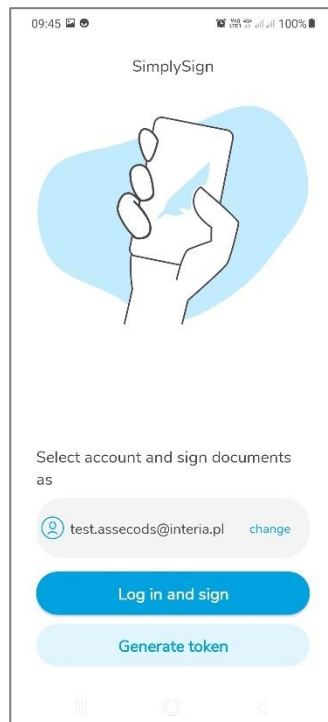 09:45 100%
SimplySign
Select account and sign documents
as
test.assecods@interia.pl change
Log in and sign
Generate token